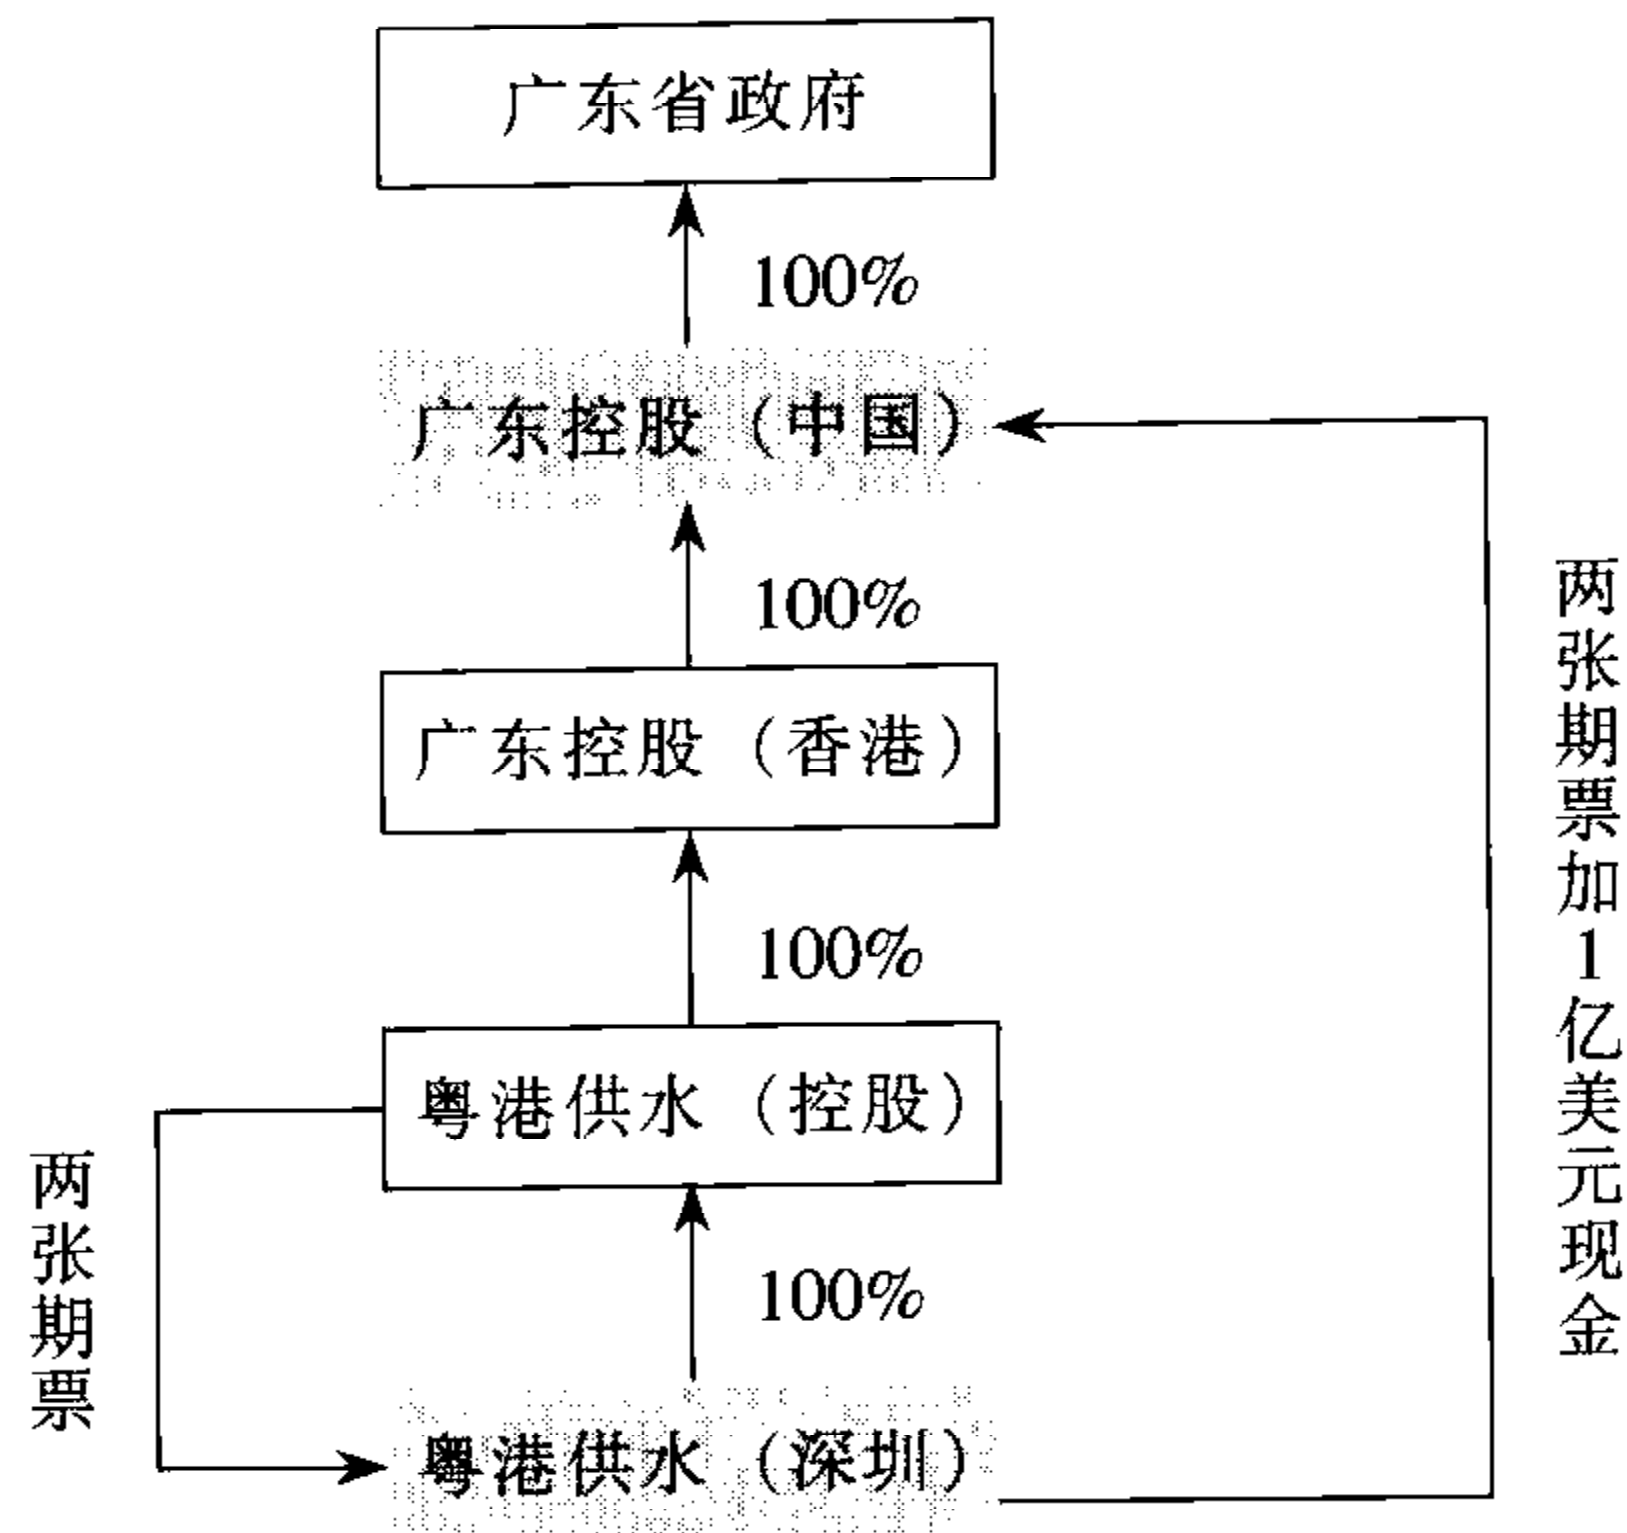 广东省政府
100%
广东控股（中国）
100%
广东控股（香港）
100%
粤港供水（控股）
100%
粤港供水（深圳）
两张期票
两张期票加1亿美元现金